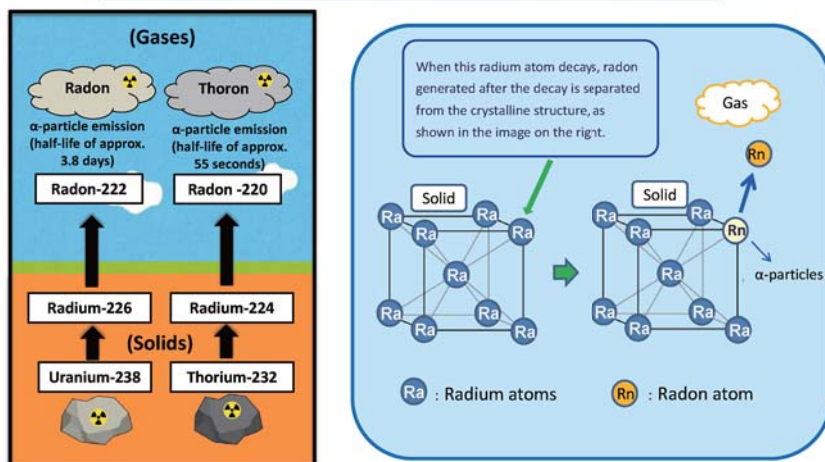 (Gases)
Radon
Thoron
α-particle emission
(half-life of approx.
3.8 days)
α-particle emission
(half-life of approx.
55 seconds)
Radon-222
Radon -220
Radium-226
Radium-224
(Solids)
Uranium-238
Thorium-232
When this radium atom decays, radon
generated after the decay is separated
from the crystalline structure, as
shown in the image on the right.
Gas
Rn
Solid
Ra
Ra
Ra
Ra
Ra
Ra
Ra
Ra
Ra
Solid
Ra
Ra
Ra
Rn
Ra
Ra
Ra
Ra
Ra
α-particles
Ra : Radium atoms
Rn : Radon atom